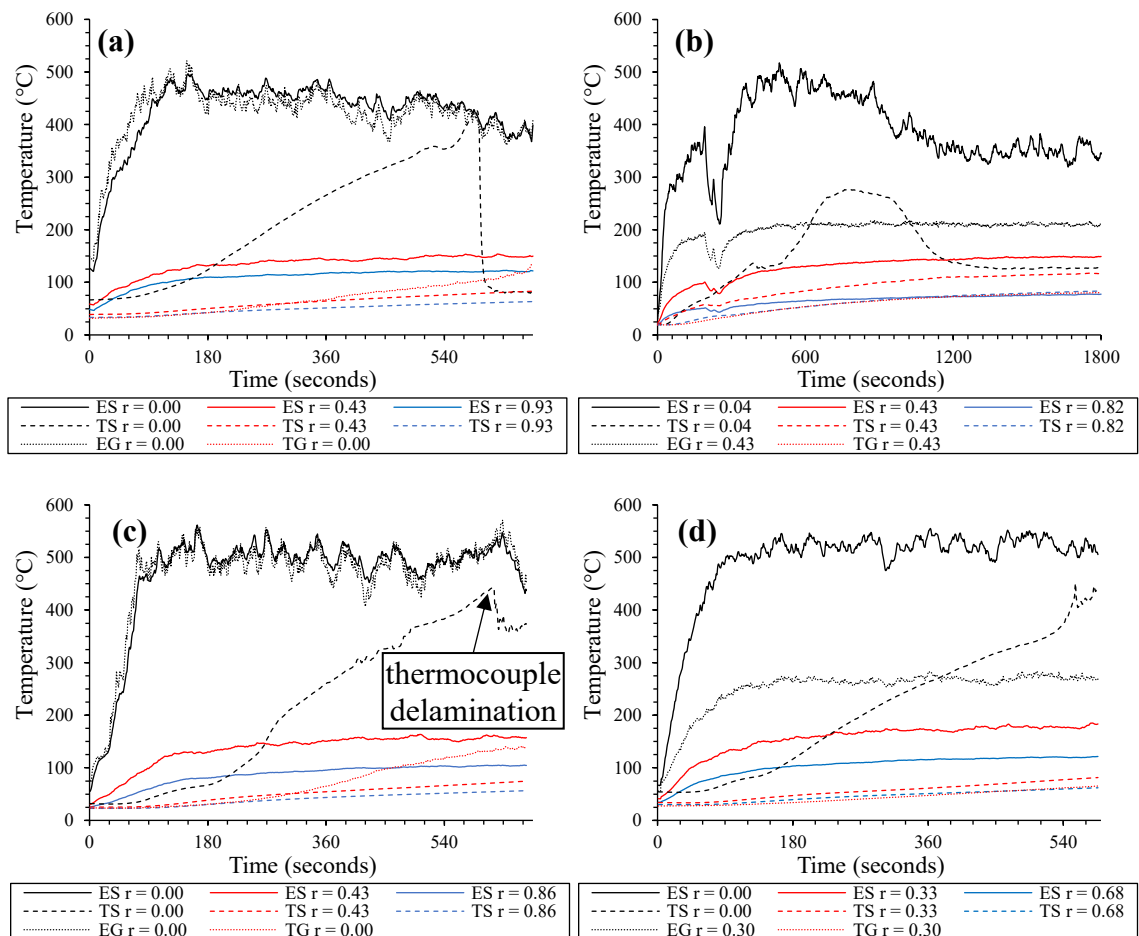 (a)
Temperature (°C)
600
500
400
300
200
100
0
0 180 360 540
Time (seconds)
ES r = 0.00 ES r = 0.43 ES r = 0.93
TS r = 0.00 TS r = 0.43 TS r = 0.93
EG r = 0.00 TG r = 0.00
(b)
Temperature (°C)
600
500
400
300
200
100
0
0 600 1200 1800
Time (seconds)
ES r = 0.04 ES r = 0.43 ES r = 0.82
TS r = 0.04 TS r = 0.43 TS r = 0.82
EG r = 0.43 TG r = 0.43
(c)
Temperature (°C)
600
500
400
300
200
100
0
thermocouple
delamination
0 180 360 540
Time (seconds)
ES r = 0.00 ES r = 0.43 ES r = 0.86
TS r = 0.00 TS r = 0.43 TS r = 0.86
EG r = 0.00 TG r = 0.00
(d)
Temperature (°C)
600
500
400
300
200
100
0
0 180 360 540
Time (seconds)
ES r = 0.00 ES r = 0.33 ES r = 0.68
TS r = 0.00 TS r = 0.33 TS r = 0.68
EG r = 0.30 TG r = 0.30